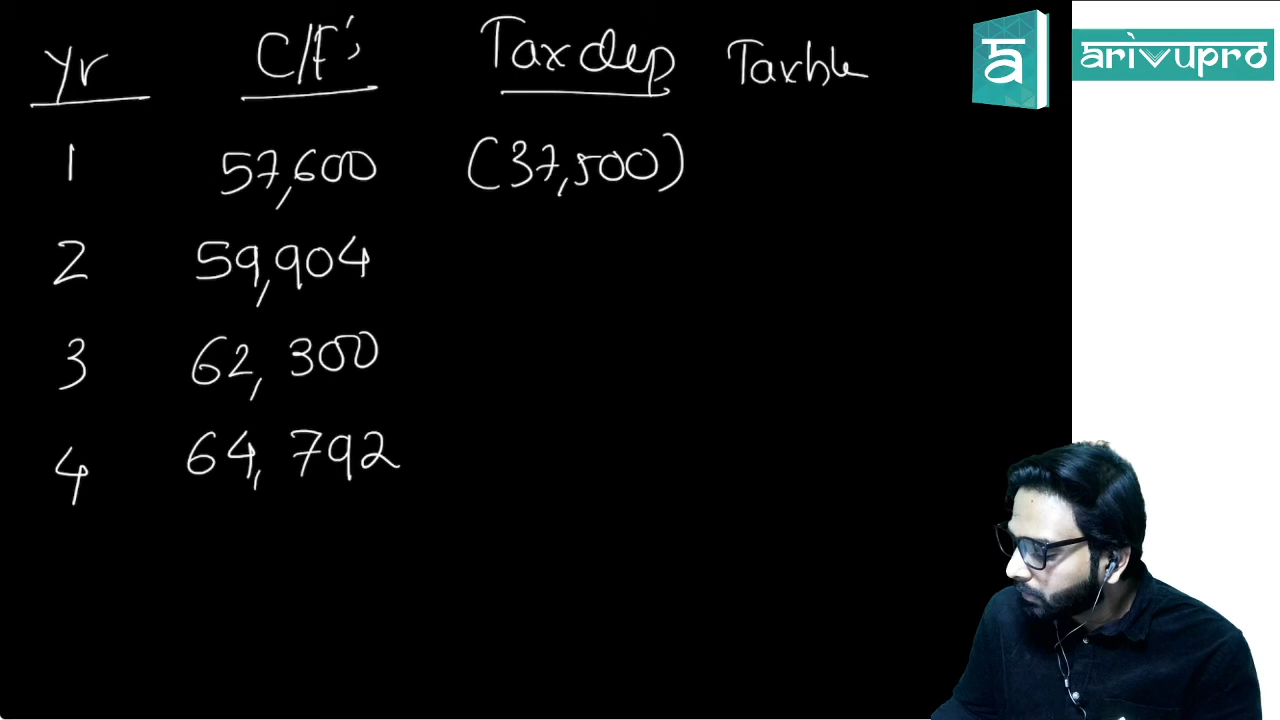 yr C/F's Tax dep Taxble
1 57,600 (37,500)
2 59,904
3 62,300
4 64,792
a arivupro